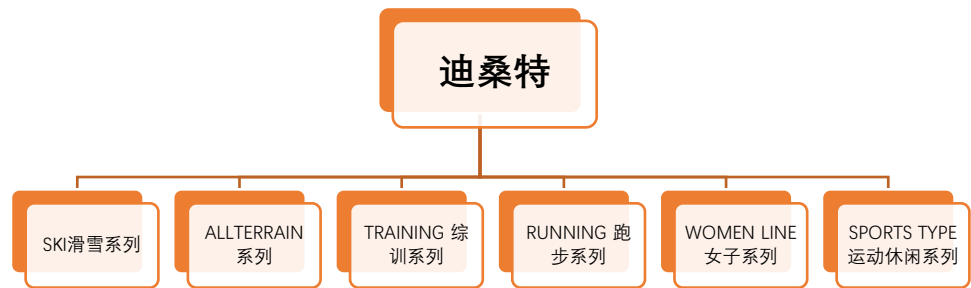 迪桑特
SKI滑雪系列
ALLTERRAIN
系列
TRAINING 综
训系列
RUNNING 跑
步系列
WOMEN LINE
女子系列
SPORTS TYPE
运动休闲系列